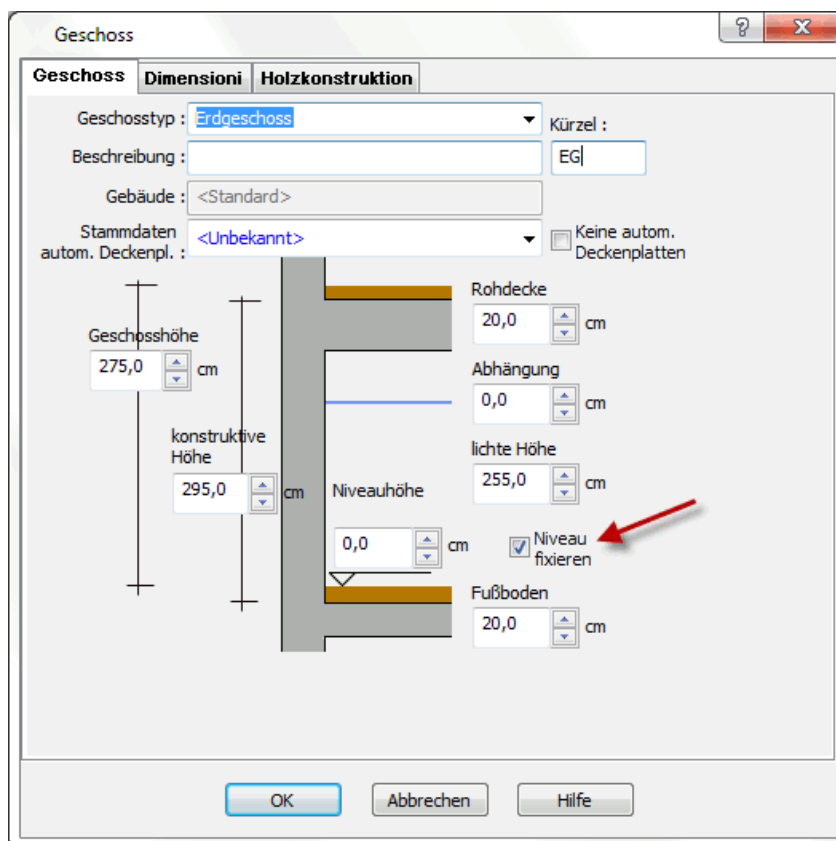 Geschoss
?
X
Geschoss Dimensioni Holzkonstruktion
Geschosstyp : Erdgeschoss
Kürzel :
Beschreibung :
EG
Gebäude : <Standard>
Stammdaten
autom. Deckenpl. :
<Unbekannt>
Keine autom.
Deckenplatten
Rohdecke
20,0 cm
Geschosshöhe
275,0 cm
Abhängung
0,0 cm
konstruktive
Höhe
295,0 cm
lichte Höhe
255,0 cm
Niveauhöhe
0,0 cm
Niveau
fixieren
Fußboden
20,0 cm
OK Abbrechen Hilfe